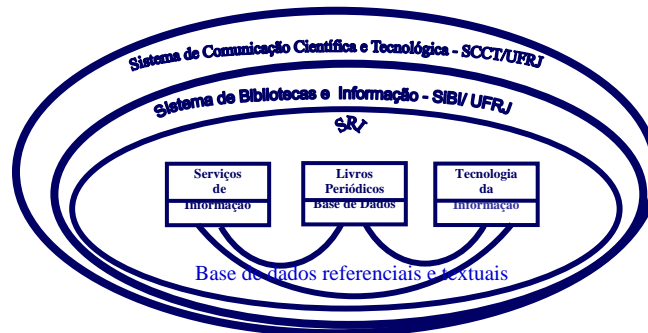 Sistema de Comunicação Científica e Tecnológica - SCCT/UFRJ
Sistema de Bibliotecas e Informação - SIBI/ UFRJ
SRI
Serviços
de
Informação
Livros
Periódicos
Base de Dados
Tecnologia
da
Informação
Base de dados referenciais e textuais